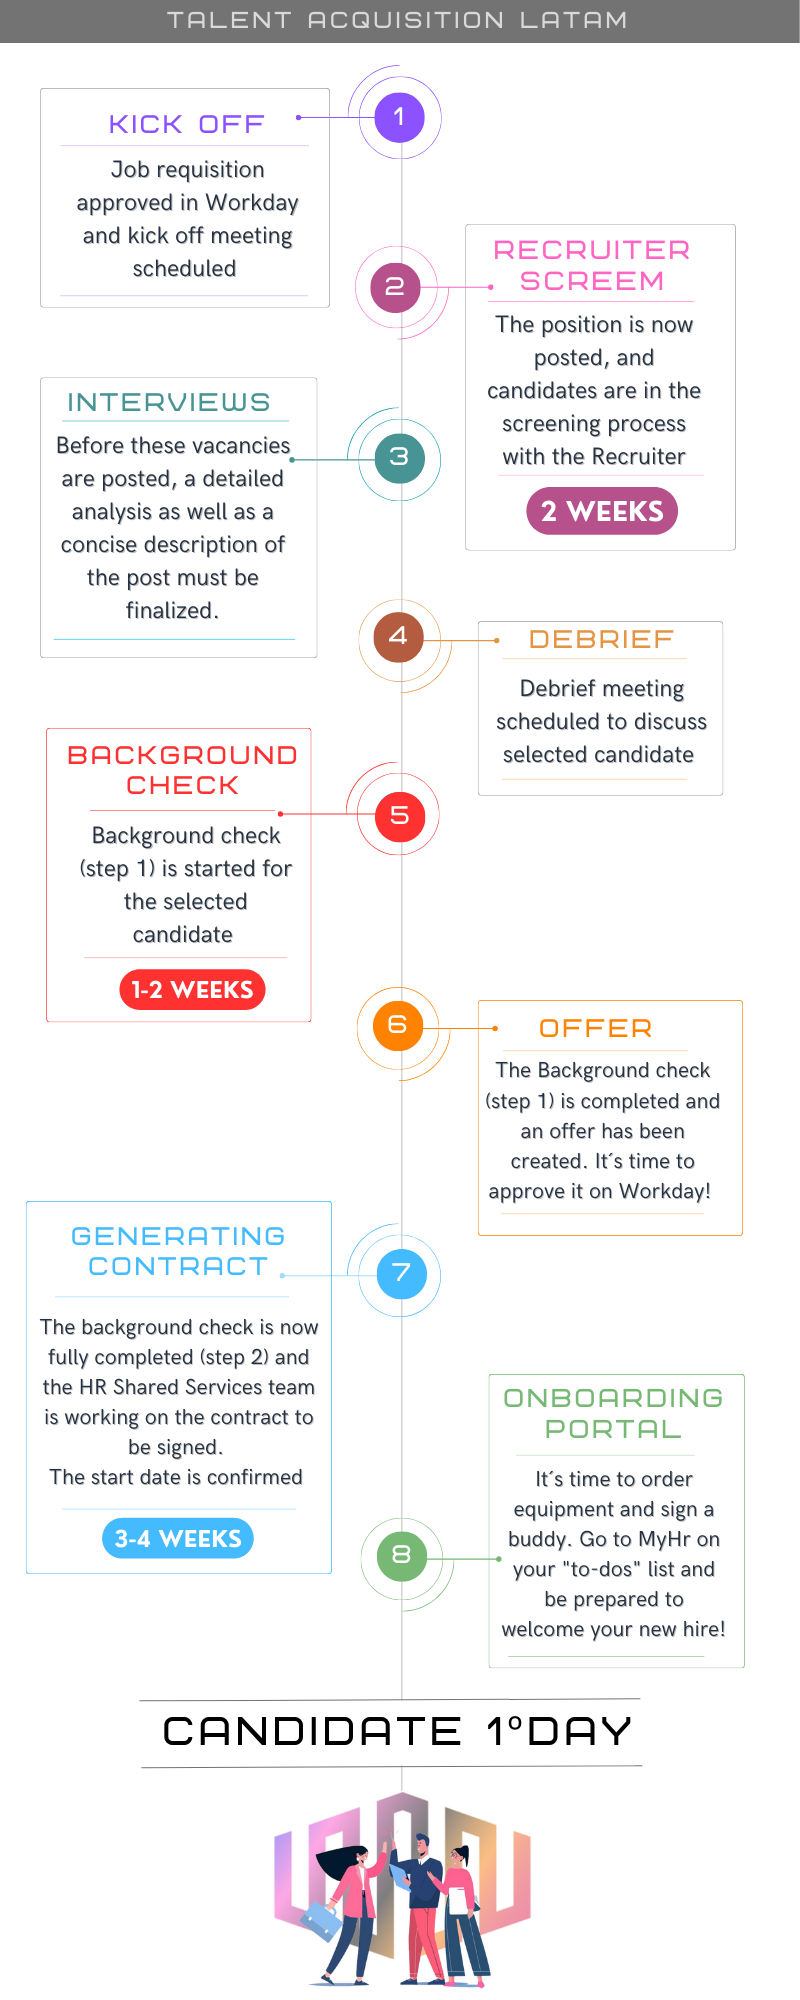 TALENT ACQUISITION LATAM
1
KICK OFF
Job requisition
approved in Workday
and kick off meeting
scheduled
2
RECRUITER
SCREEM
The position is now
posted, and
candidates are in the
screening process
with the Recruiter
2 WEEKS
3
INTERVIEWS
Before these vacancies
are posted, a detailed
analysis as well as a
concise description of
the post must be
finalized.
4
DEBRIEF
Debrief meeting
scheduled to discuss
selected candidate
5
BACKGROUND
CHECK
Background check
(step 1) is started for
the selected
candidate
1-2 WEEKS
6
OFFER
The Background check
(step 1) is completed and
an offer has been
created. It´s time to
approve it on Workday!
7
GENERATING
CONTRACT
The background check is now
fully completed (step 2) and
the HR Shared Services team
is working on the contract to
be signed.
The start date is confirmed
3-4 WEEKS
8
ONBOARDING
PORTAL
It´s time to order
equipment and sign a
buddy. Go to MyHr on
your "to-dos" list and
be prepared to
welcome your new hire!
CANDIDATE 1ºDAY